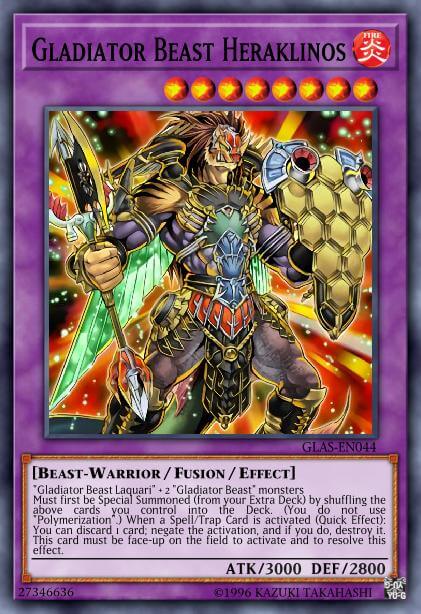 GLADIATOR BEAST HERAKLINOS
FIRE
炎
GLAS-EN044
[BEAST-WARRIOR / FUSION / EFFECT]
"Gladiator Beast Laquari" + 2 "Gladiator Beast" monsters
Must first be Special Summoned (from your Extra Deck) by shuffling the
above cards you control into the Deck. (You do not use
"Polymerization".) When a Spell/Trap Card is activated (Quick Effect):
You can discard 1 card; negate the activation, and if you do, destroy it.
This card must be face-up on the field to activate and to resolve this
effect.
ATK/3000 DEF/2800
27346636
©1996 KAZUKI TAKAHASHI